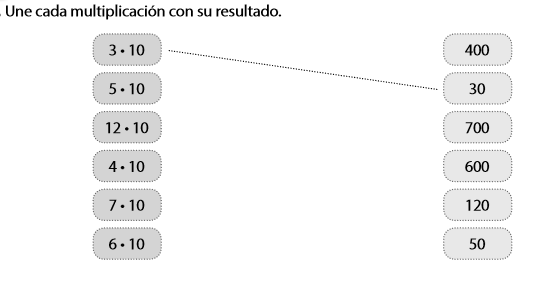 . Une cada multiplicación con su resultado.
3 • 10 400
5 • 10 30
12 • 10 700
4 • 10 600
7 • 10 120
6 • 10 50